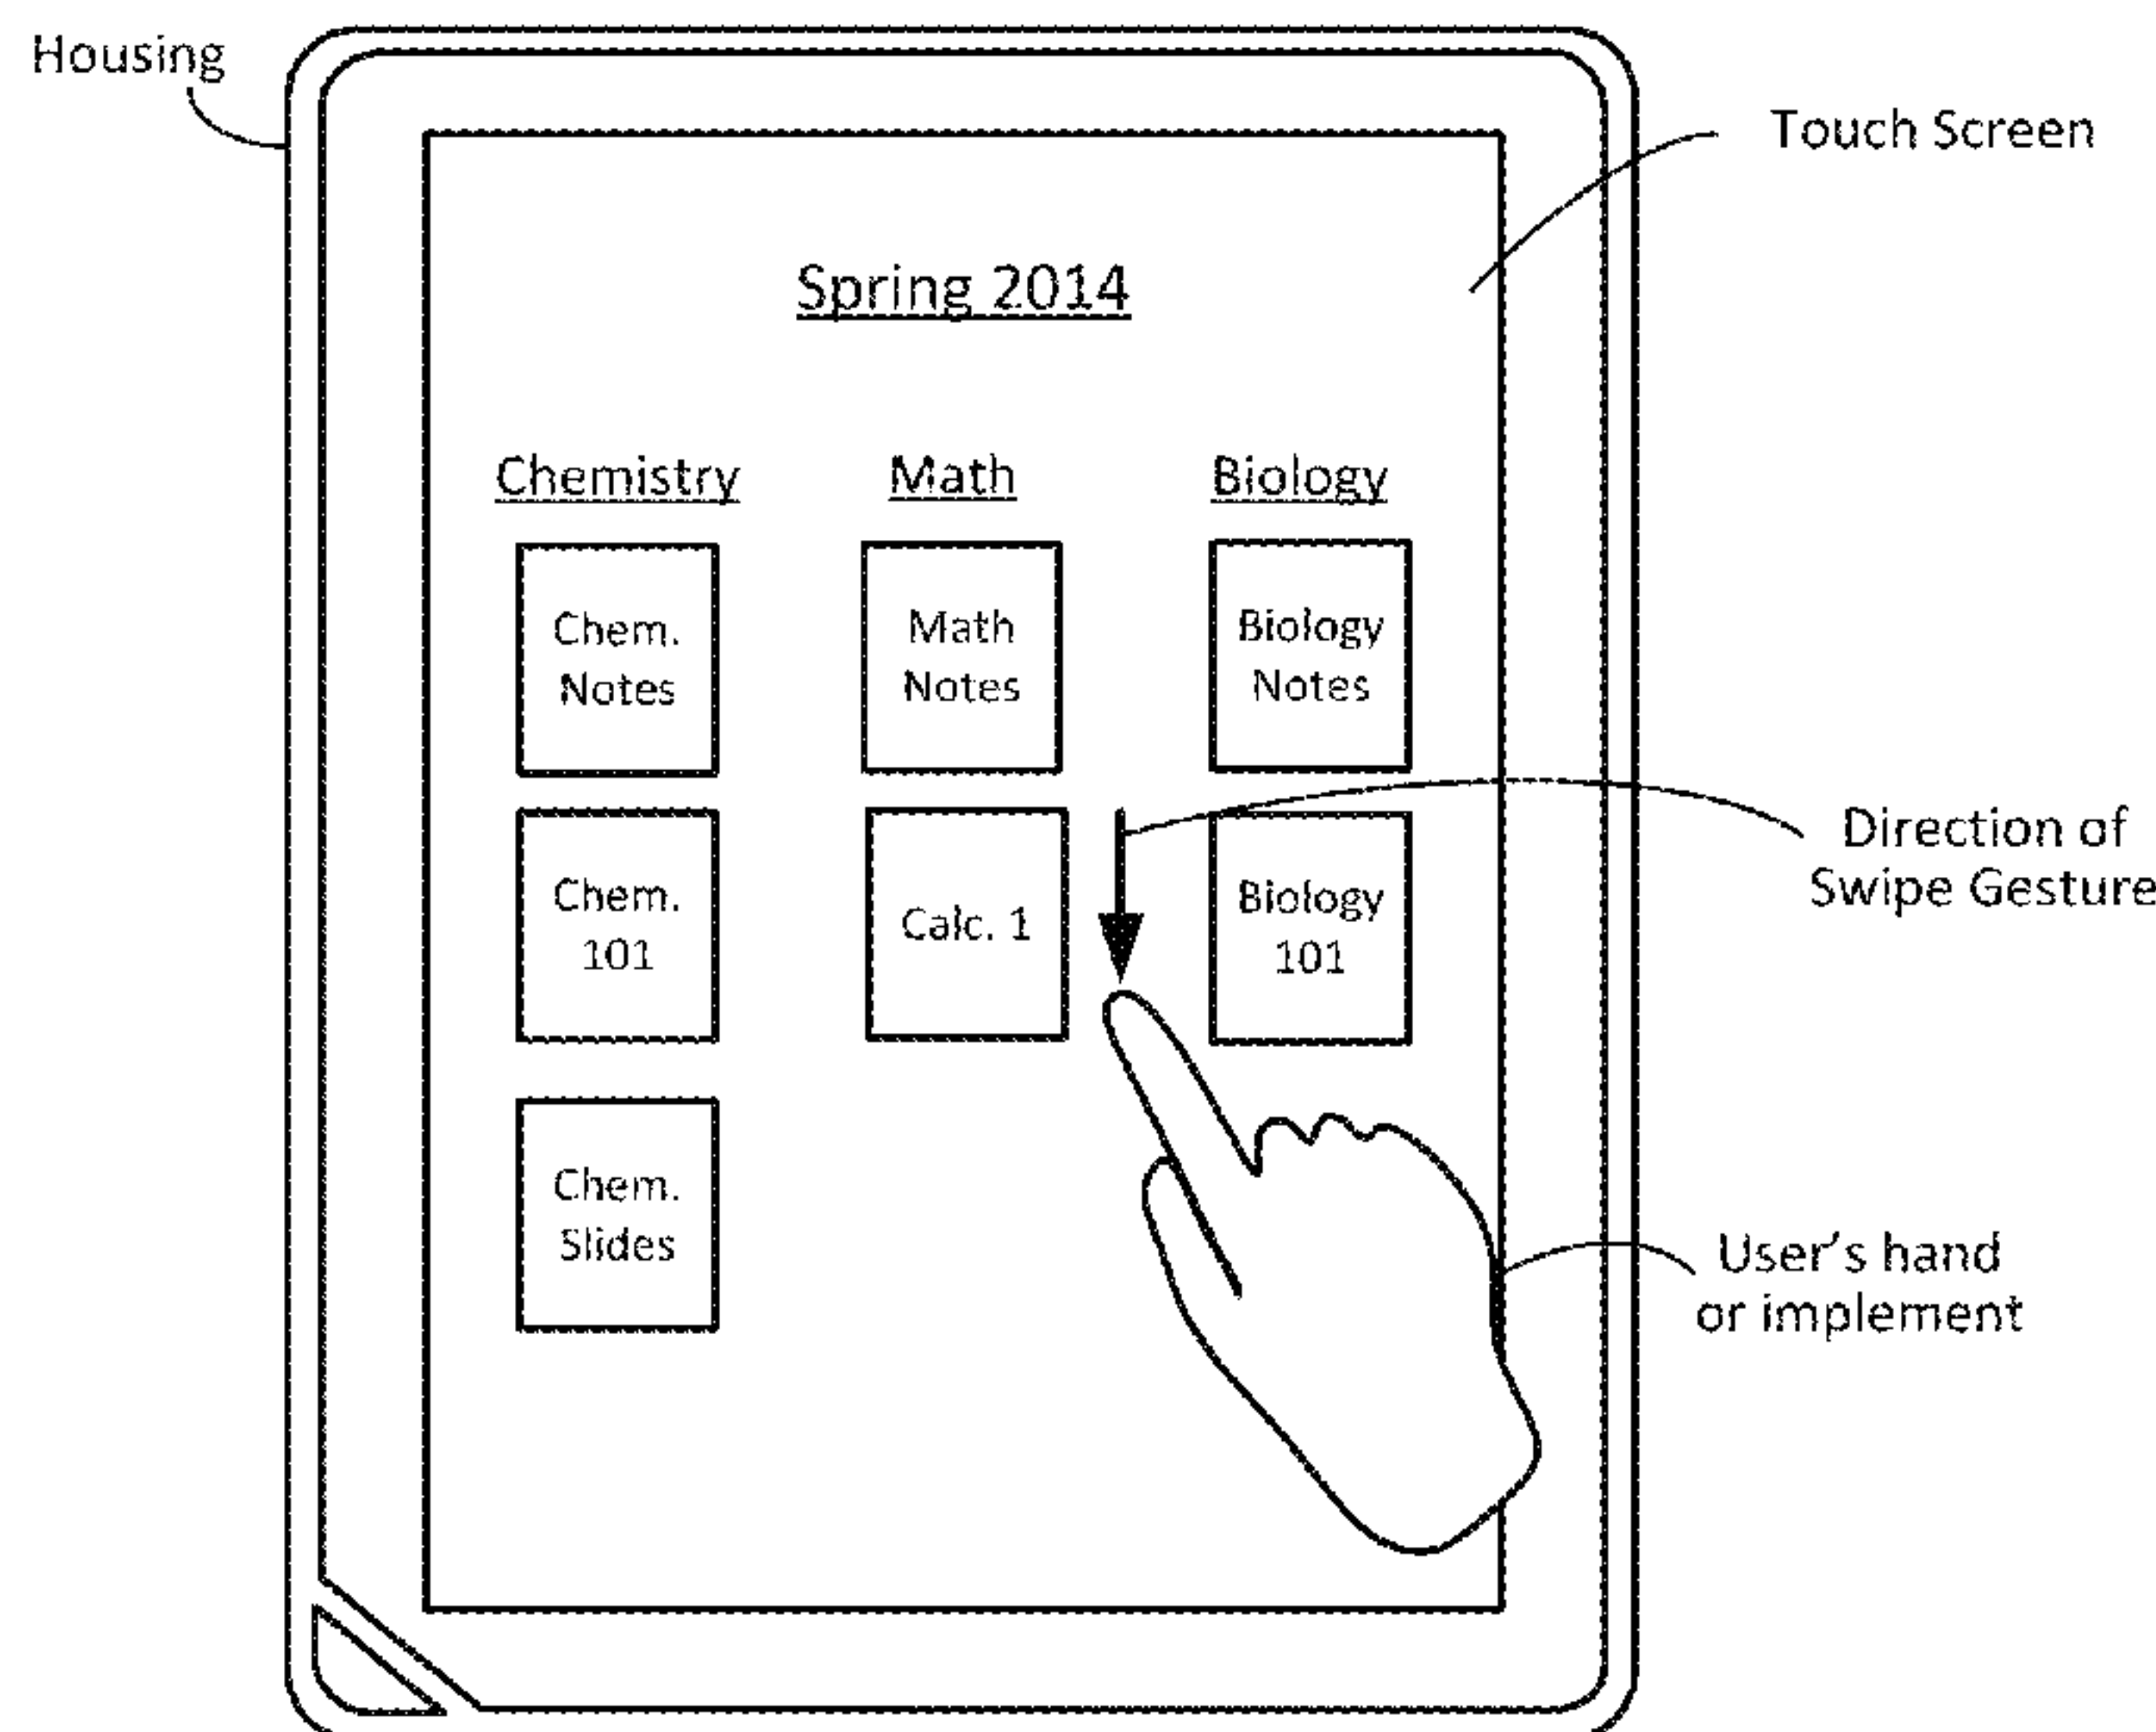 Housing
Touch Screen
Spring 2014
Chemistry
Math
Biology
Chem.
Notes
Math
Notes
Biology
Notes
Chem.
101
Calc. 1
Biology
101
Direction of
Swipe Gesture
Chem.
Slides
User's hand
or implement